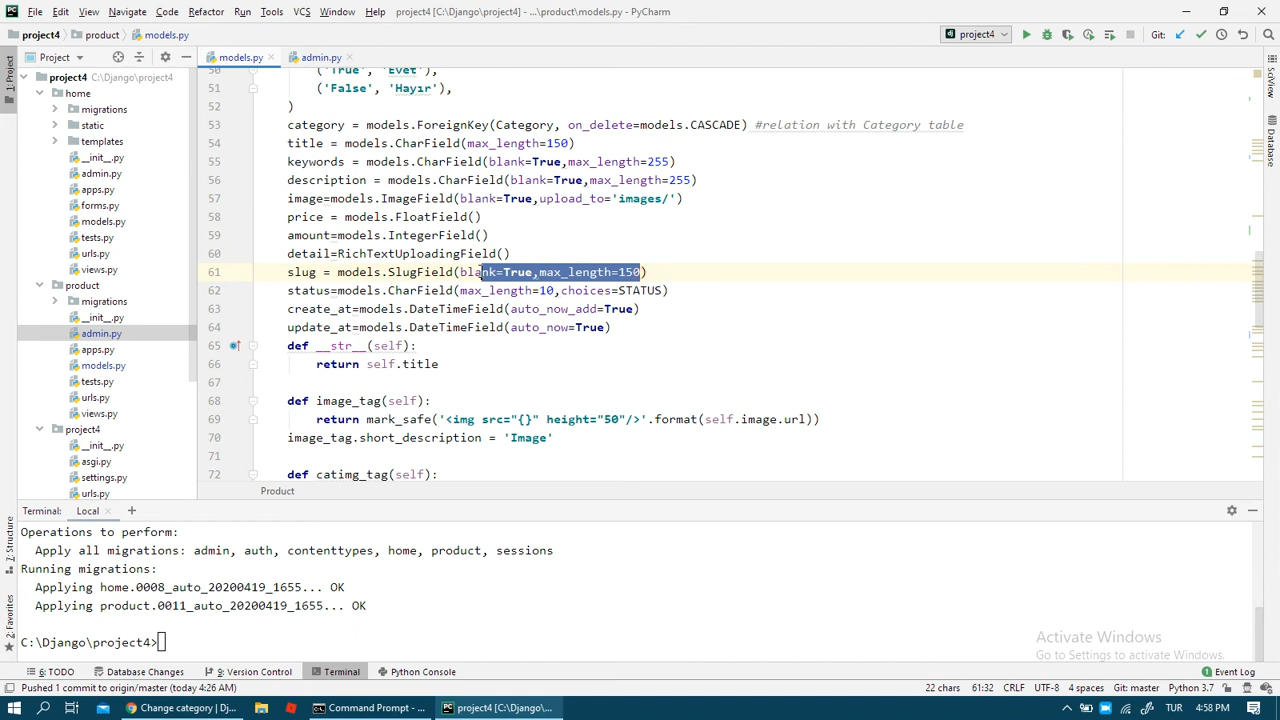 PC File Edit View Navigate Code Refactor Run Tools VCS Window Help project4 [C:\Django\project4] - ...\product\models.py - PyCharm
project4 product models.py project4 Git:
Project models.py admin.py
1: Project
project4 C:\Django\project4
home
migrations
static
templates
__init__.py
admin.py
apps.py
forms.py
models.py
tests.py
urls.py
views.py
product
migrations
__init__.py
admin.py
apps.py
models.py
tests.py
urls.py
views.py
project4
__init__.py
asgi.py
settings.py
urls.py
50 ('True', 'Evet'),
51 ('False', 'Hayır'),
52 )
53 category = models.ForeignKey(Category, on_delete=models.CASCADE) #relation with Category table
54 title = models.CharField(max_length=150)
55 keywords = models.CharField(blank=True,max_length=255)
56 description = models.CharField(blank=True,max_length=255)
57 image=models.ImageField(blank=True,upload_to='images/')
58 price = models.FloatField()
59 amount=models.IntegerField()
60 detail=RichTextUploadingField()
61 slug = models.SlugField(blank=True,max_length=150)
62 status=models.CharField(max_length=10,choices=STATUS)
63 create_at=models.DateTimeField(auto_now_add=True)
64 update_at=models.DateTimeField(auto_now=True)
65 def __str__(self):
66 return self.title
67
68 def image_tag(self):
69 return mark_safe('<img src="{}" height="50"/>'.format(self.image.url))
70 image_tag.short_description = 'Image'
71
72 def catimg_tag(self):
Product
SciView
Database
7: Structure
2: Favorites
Terminal: Local
Operations to perform:
Apply all migrations: admin, auth, contenttypes, home, product, sessions
Running migrations:
Applying home.0008_auto_20200419_1655... OK
Applying product.0011_auto_20200419_1655... OK
C:\Django\project4>
Activate Windows
Go to Settings to activate Windows.
6: TODO Database Changes 9: Version Control Terminal Python Console Event Log
Pushed 1 commit to origin/master (today 4:26 AM) 22 chars 61:32 CRLF UTF-8 4 spaces Git: master Python 3.7
Change category | Dj... Command Prompt - ... project4 [C:\Django\... TUR 4:58 PM